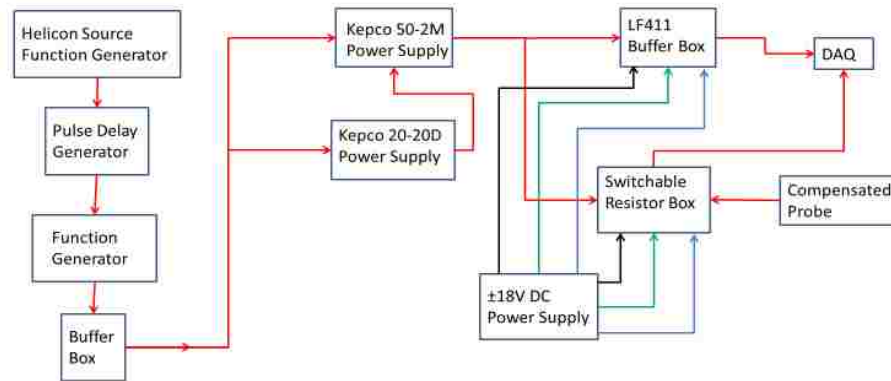 Helicon Source
Function Generator
Pulse Delay
Generator
Function
Generator
Buffer
Box
Kepco 50-2M
Power Supply
Kepco 20-20D
Power Supply
LF411
Buffer Box
DAQ
Switchable
Resistor Box
Compensated
Probe
±18V DC
Power Supply